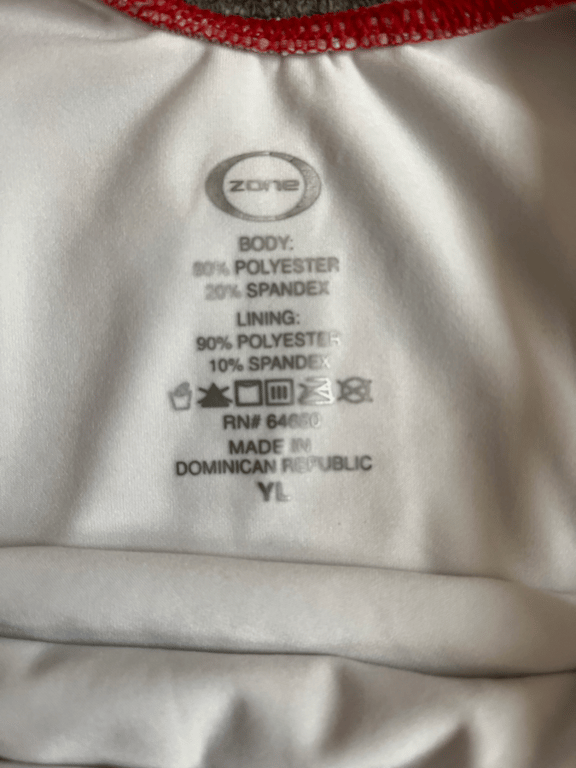 ZONE
BODY:
80% POLYESTER
20% SPANDEX
LINING:
90% POLYESTER
10% SPANDEX
RN#
MADE IN
DOMINICAN REPUBLIC
YL